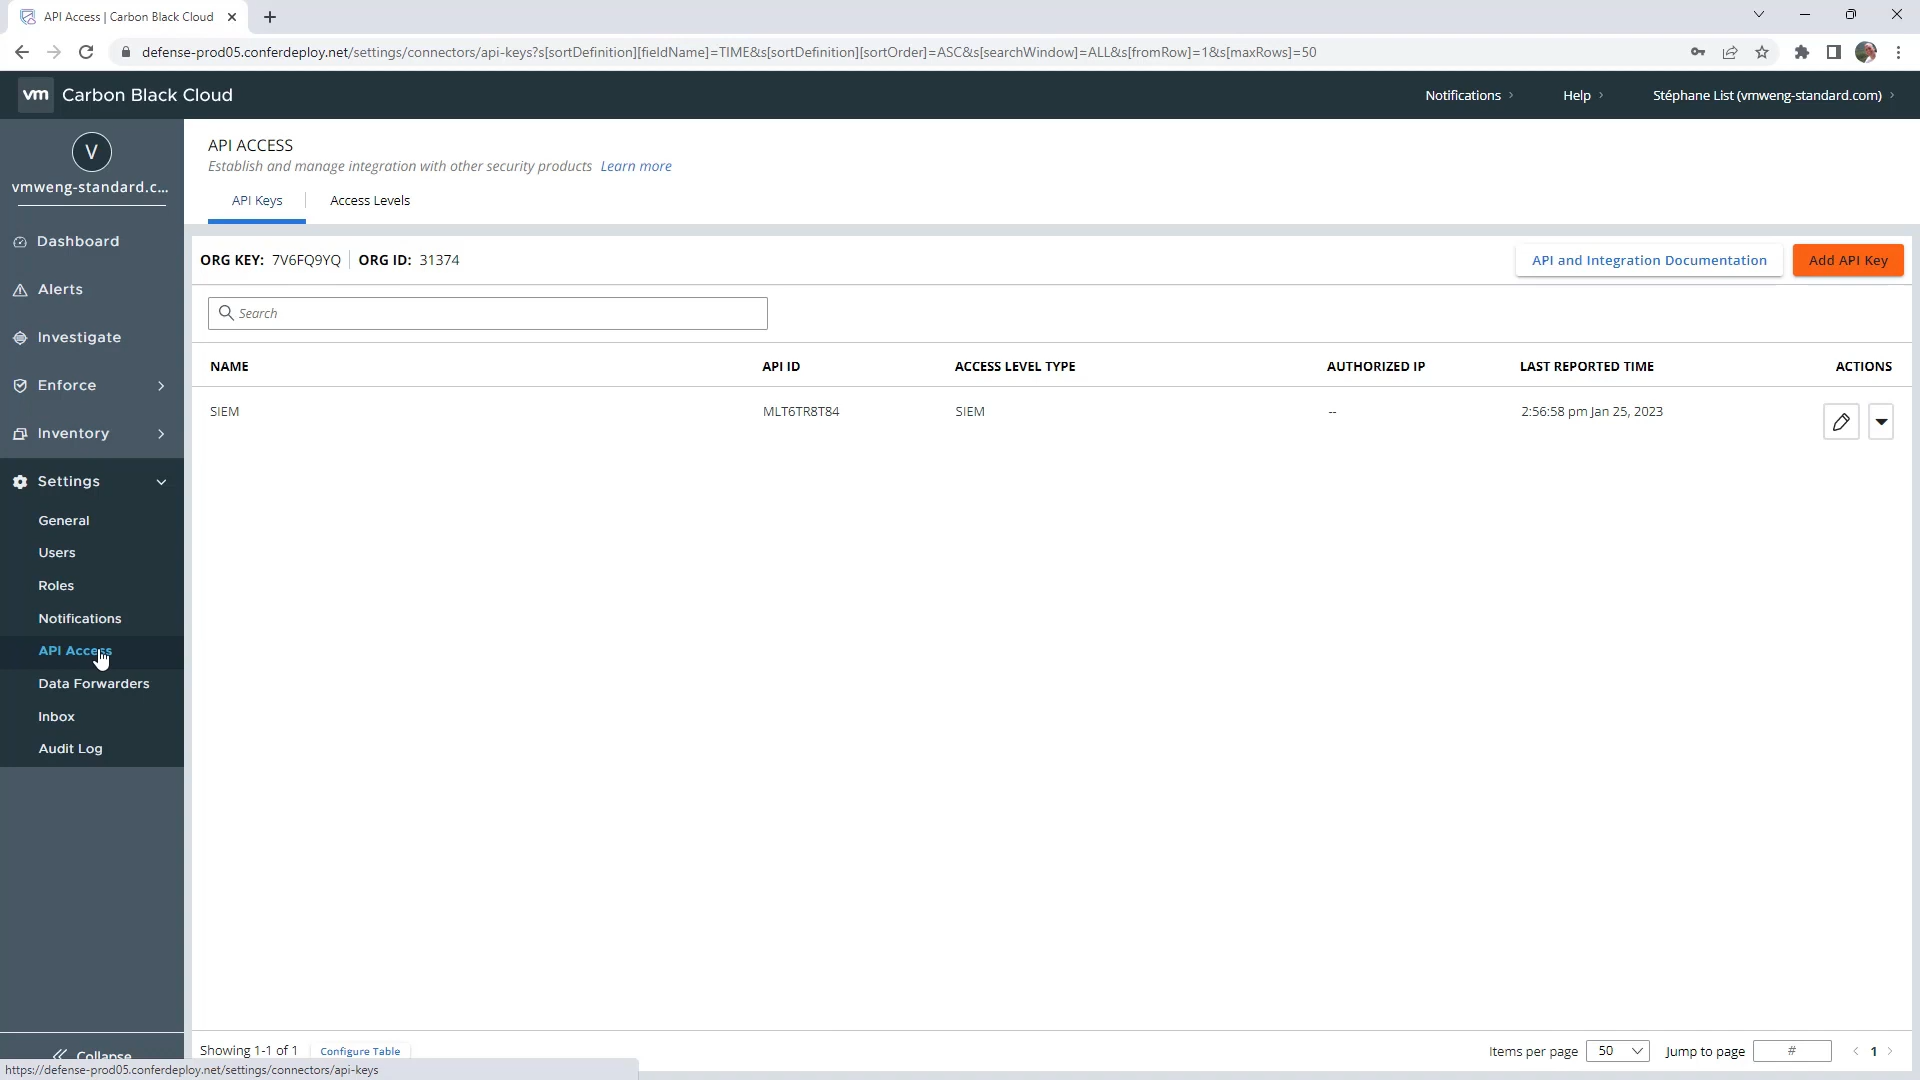 API Access | Carbon Black Cloud
defense-prod05.conferdeploy.net/settings/connectors/api-keys?s[sortDefinition][fieldName]=TIME&s[sortDefinition][sortOrder]=ASC&s[searchWindow]=ALL&s[fromRow]=1&s[maxRows]=50
vm Carbon Black Cloud
Notifications
Help
Stéphane List (vmweng-standard.com)
V
vmweng-standard.c...
Dashboard
Alerts
Investigate
Enforce
Inventory
Settings
General
Users
Roles
Notifications
API Access
Data Forwarders
Inbox
Audit Log
Collapse
API ACCESS
Establish and manage integration with other security products Learn more
API Keys
Access Levels
ORG KEY: 7V6FQ9YQ
ORG ID: 31374
API and Integration Documentation
Add API Key
Search
NAME API ID ACCESS LEVEL TYPE AUTHORIZED IP LAST REPORTED TIME ACTIONS
SIEM MLT6TR8T84 SIEM -- 2:56:58 pm Jan 25, 2023
Showing 1-1 of 1
Configure Table
Items per page 50
Jump to page #
1
https://defense-prod05.conferdeploy.net/settings/connectors/api-keys